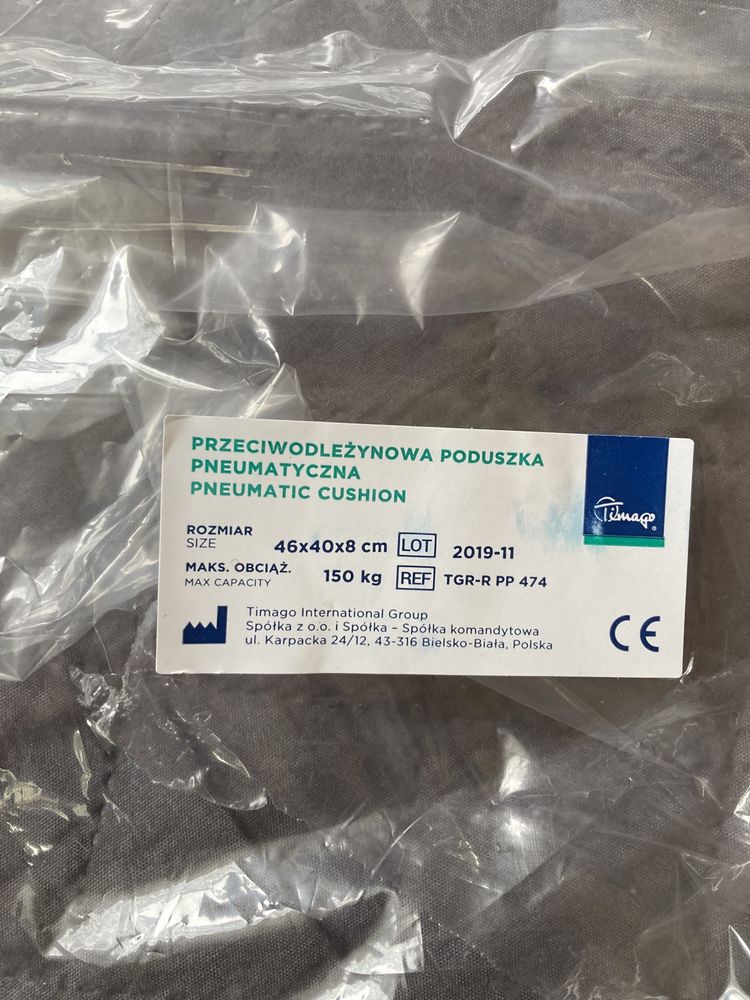 PRZECIWODLEŻYNOWA PODUSZKA
PNEUMATYCZNA
PNEUMATIC CUSHION
Timago®
ROZMIAR
SIZE
46x40x8 cm LOT 2019-11
MAKS. OBCIĄŻ.
MAX CAPACITY
150 kg REF TGR-R PP 474
Timago International Group
Spółka z o.o. i Spółka – Spółka komandytowa
ul. Karpacka 24/12, 43-316 Bielsko-Biała, Polska
CE